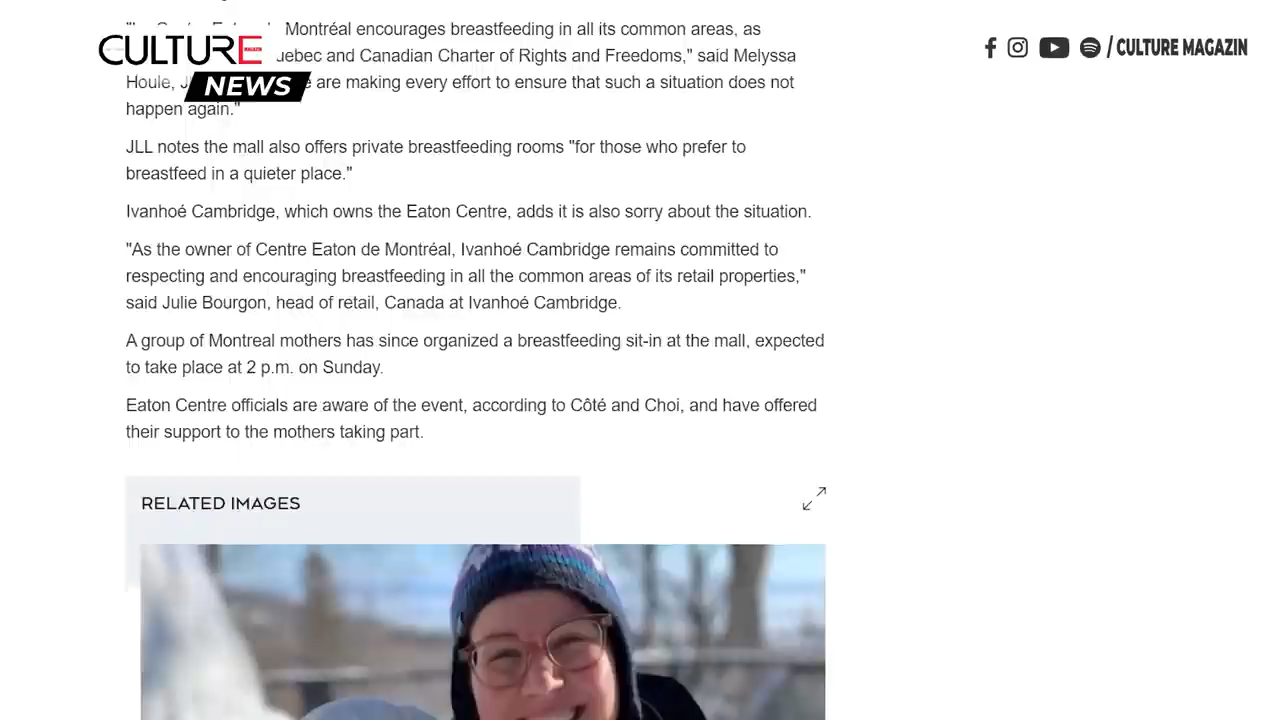 Montréal encourages breastfeeding in all its common areas, as
CULTURE
and Canadian Charter of Rights and Freedoms," said Melyssa
/ CULTURE MAGAZIN
Houle, are making every effort to ensure that such a situation does not
NEWS
happen again."
JLL notes the mall also offers private breastfeeding rooms "for those who prefer to
breastfeed in a quieter place."
Ivanhoé Cambridge, which owns the Eaton Centre, adds it is also sorry about the situation.
"As the owner of Centre Eaton de Montréal, Ivanhoé Cambridge remains committed to
respecting and encouraging breastfeeding in all the common areas of its retail properties,"
said Julie Bourgon, head of retail, Canada at Ivanhoé Cambridge.
A group of Montreal mothers has since organized a breastfeeding sit-in at the mall, expected
to take place at 2 p.m. on Sunday.
Eaton Centre officials are aware of the event, according to Côté and Choi, and have offered
their support to the mothers taking part.
RELATED IMAGES